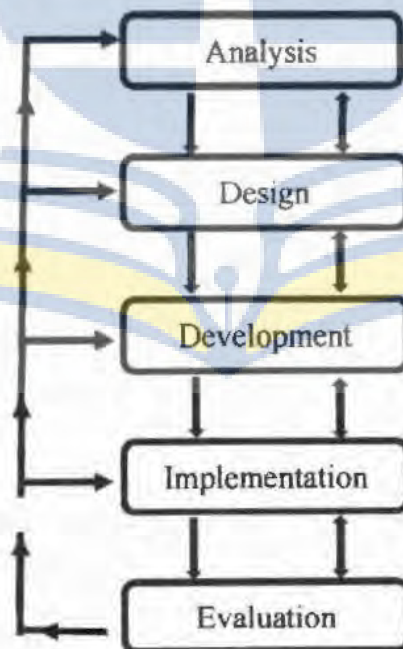 Analysis
Design
Development
Implementation
Evaluation